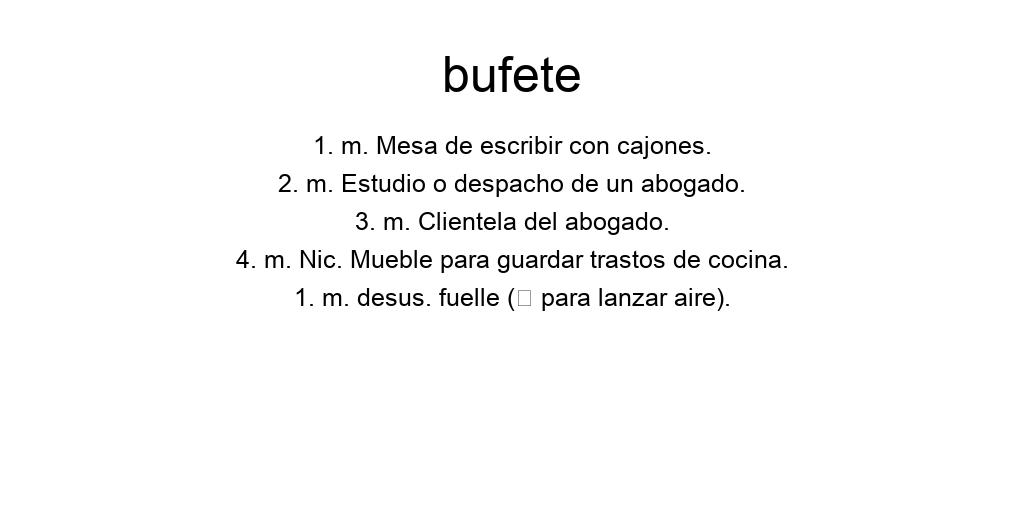 bufete
1. m. Mesa de escribir con cajones.
2. m. Estudio o despacho de un abogado.
3. m. Clientela del abogado.
4. m. Nic. Mueble para guardar trastos de cocina.
1. m. desus. fuelle (□ para lanzar aire).